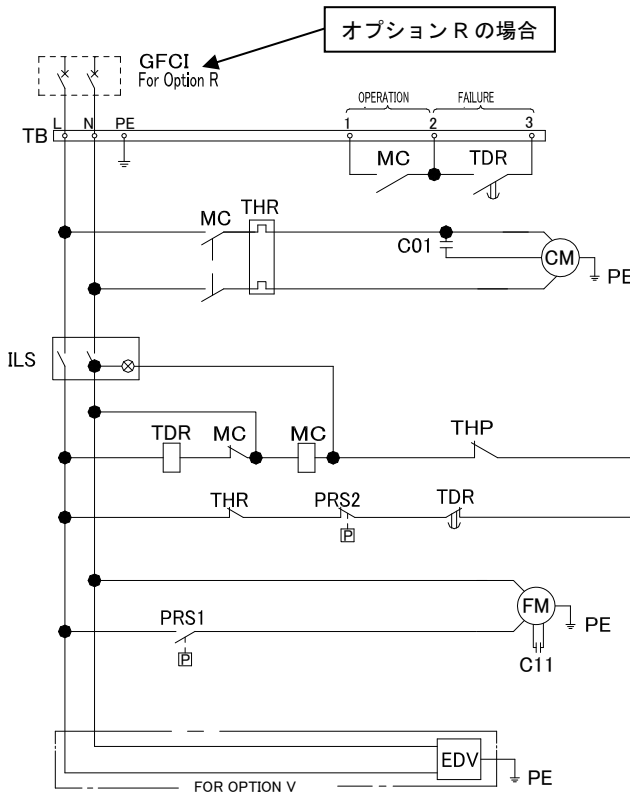 オプションRの場合
GFCI
For Option R
OPERATION FAILURE
L N PE 1 2 3
TB
MC TDR
MC THR
C01
CM
PE
ILS
TDR MC MC THP
THR PRS2 TDR
P
FM
PE
PRS1
P
C11
EDV
PE
FOR OPTION V